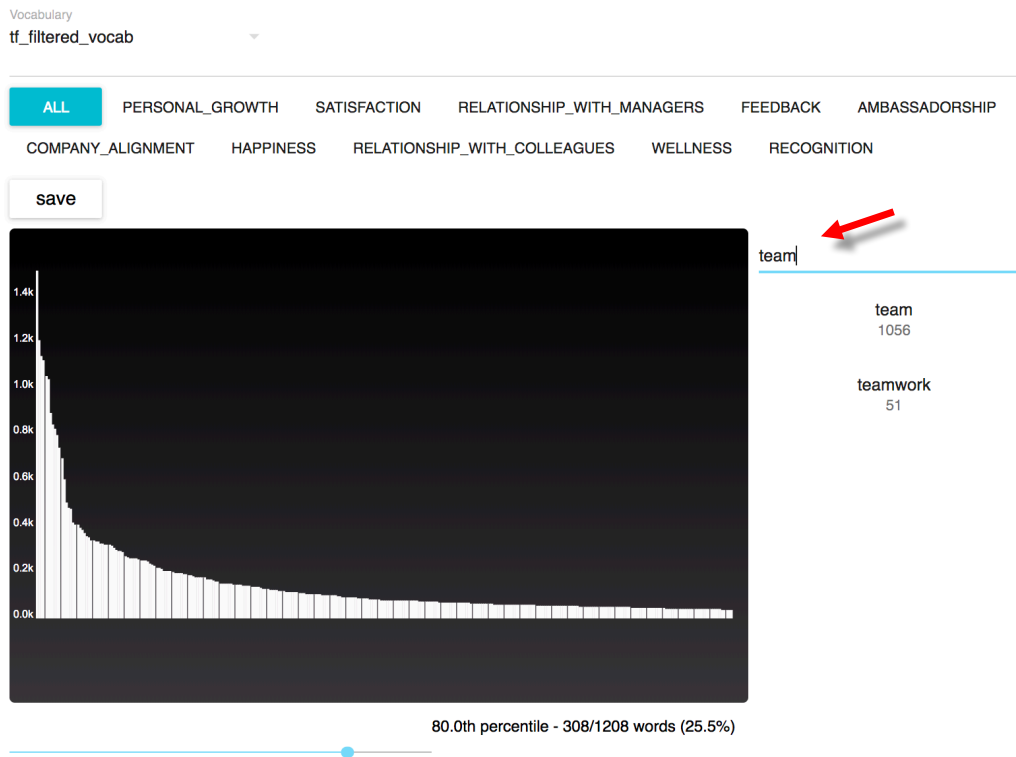 Vocabulary
tf_filtered_vocab
ALL PERSONAL_GROWTH SATISFACTION RELATIONSHIP_WITH_MANAGERS FEEDBACK AMBASSADORSHIP
COMPANY_ALIGNMENT HAPPINESS RELATIONSHIP_WITH_COLLEAGUES WELLNESS RECOGNITION
save
team
team
1056
teamwork
51
1.4k
1.2k
1.0k
0.8k
0.6k
0.4k
0.2k
0.0k
80.0th percentile - 308/1208 words (25.5%)